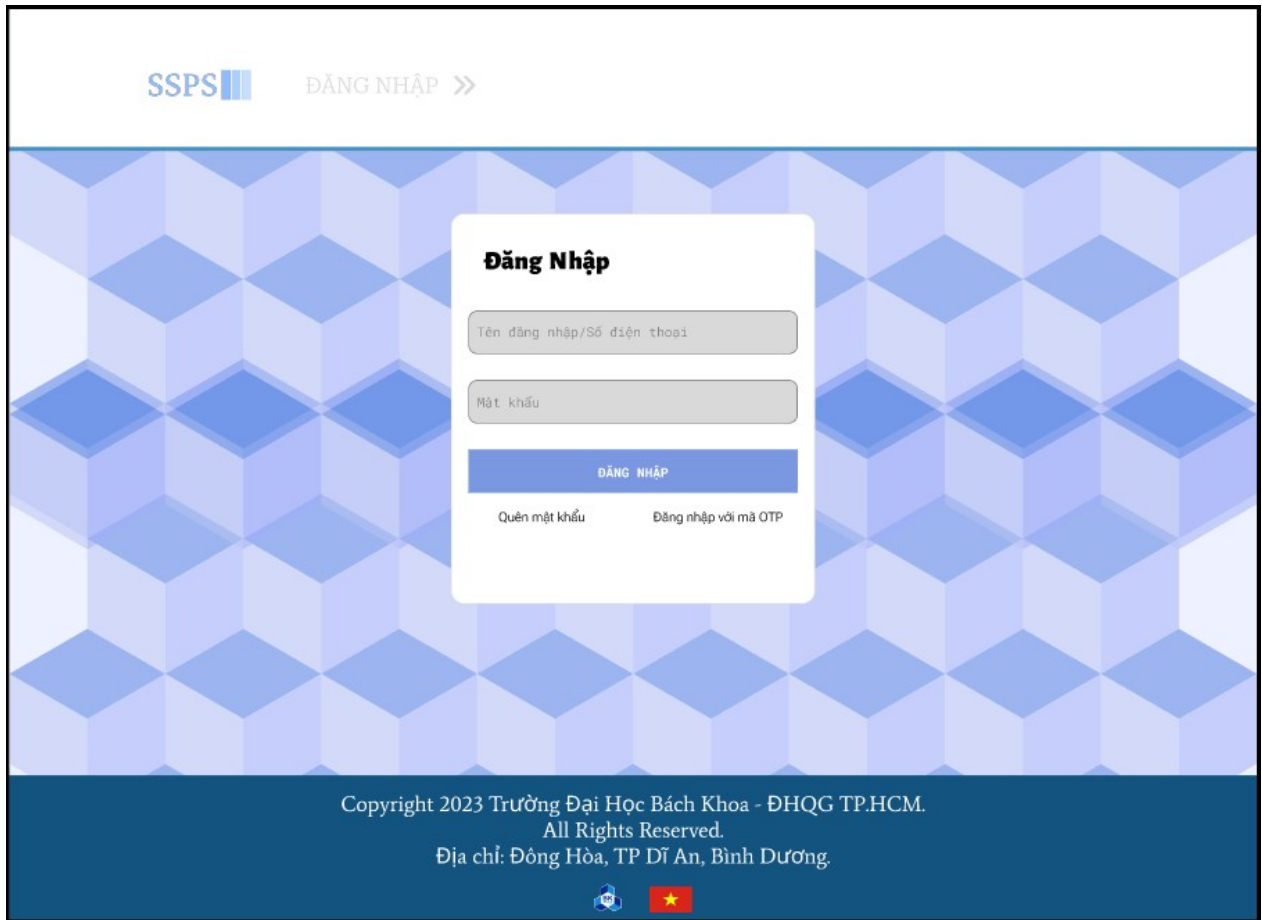 SSPS
ĐĂNG NHẬP »
Đăng Nhập
Tên đăng nhập/Số điện thoại
Mật khẩu
ĐĂNG NHẬP
Quên mật khẩu
Đăng nhập với mã OTP
Copyright 2023 Trường Đại Học Bách Khoa - ĐHQG TP.HCM.
All Rights Reserved.
Địa chỉ: Đông Hòa, TP Dĩ An, Bình Dương.
BK